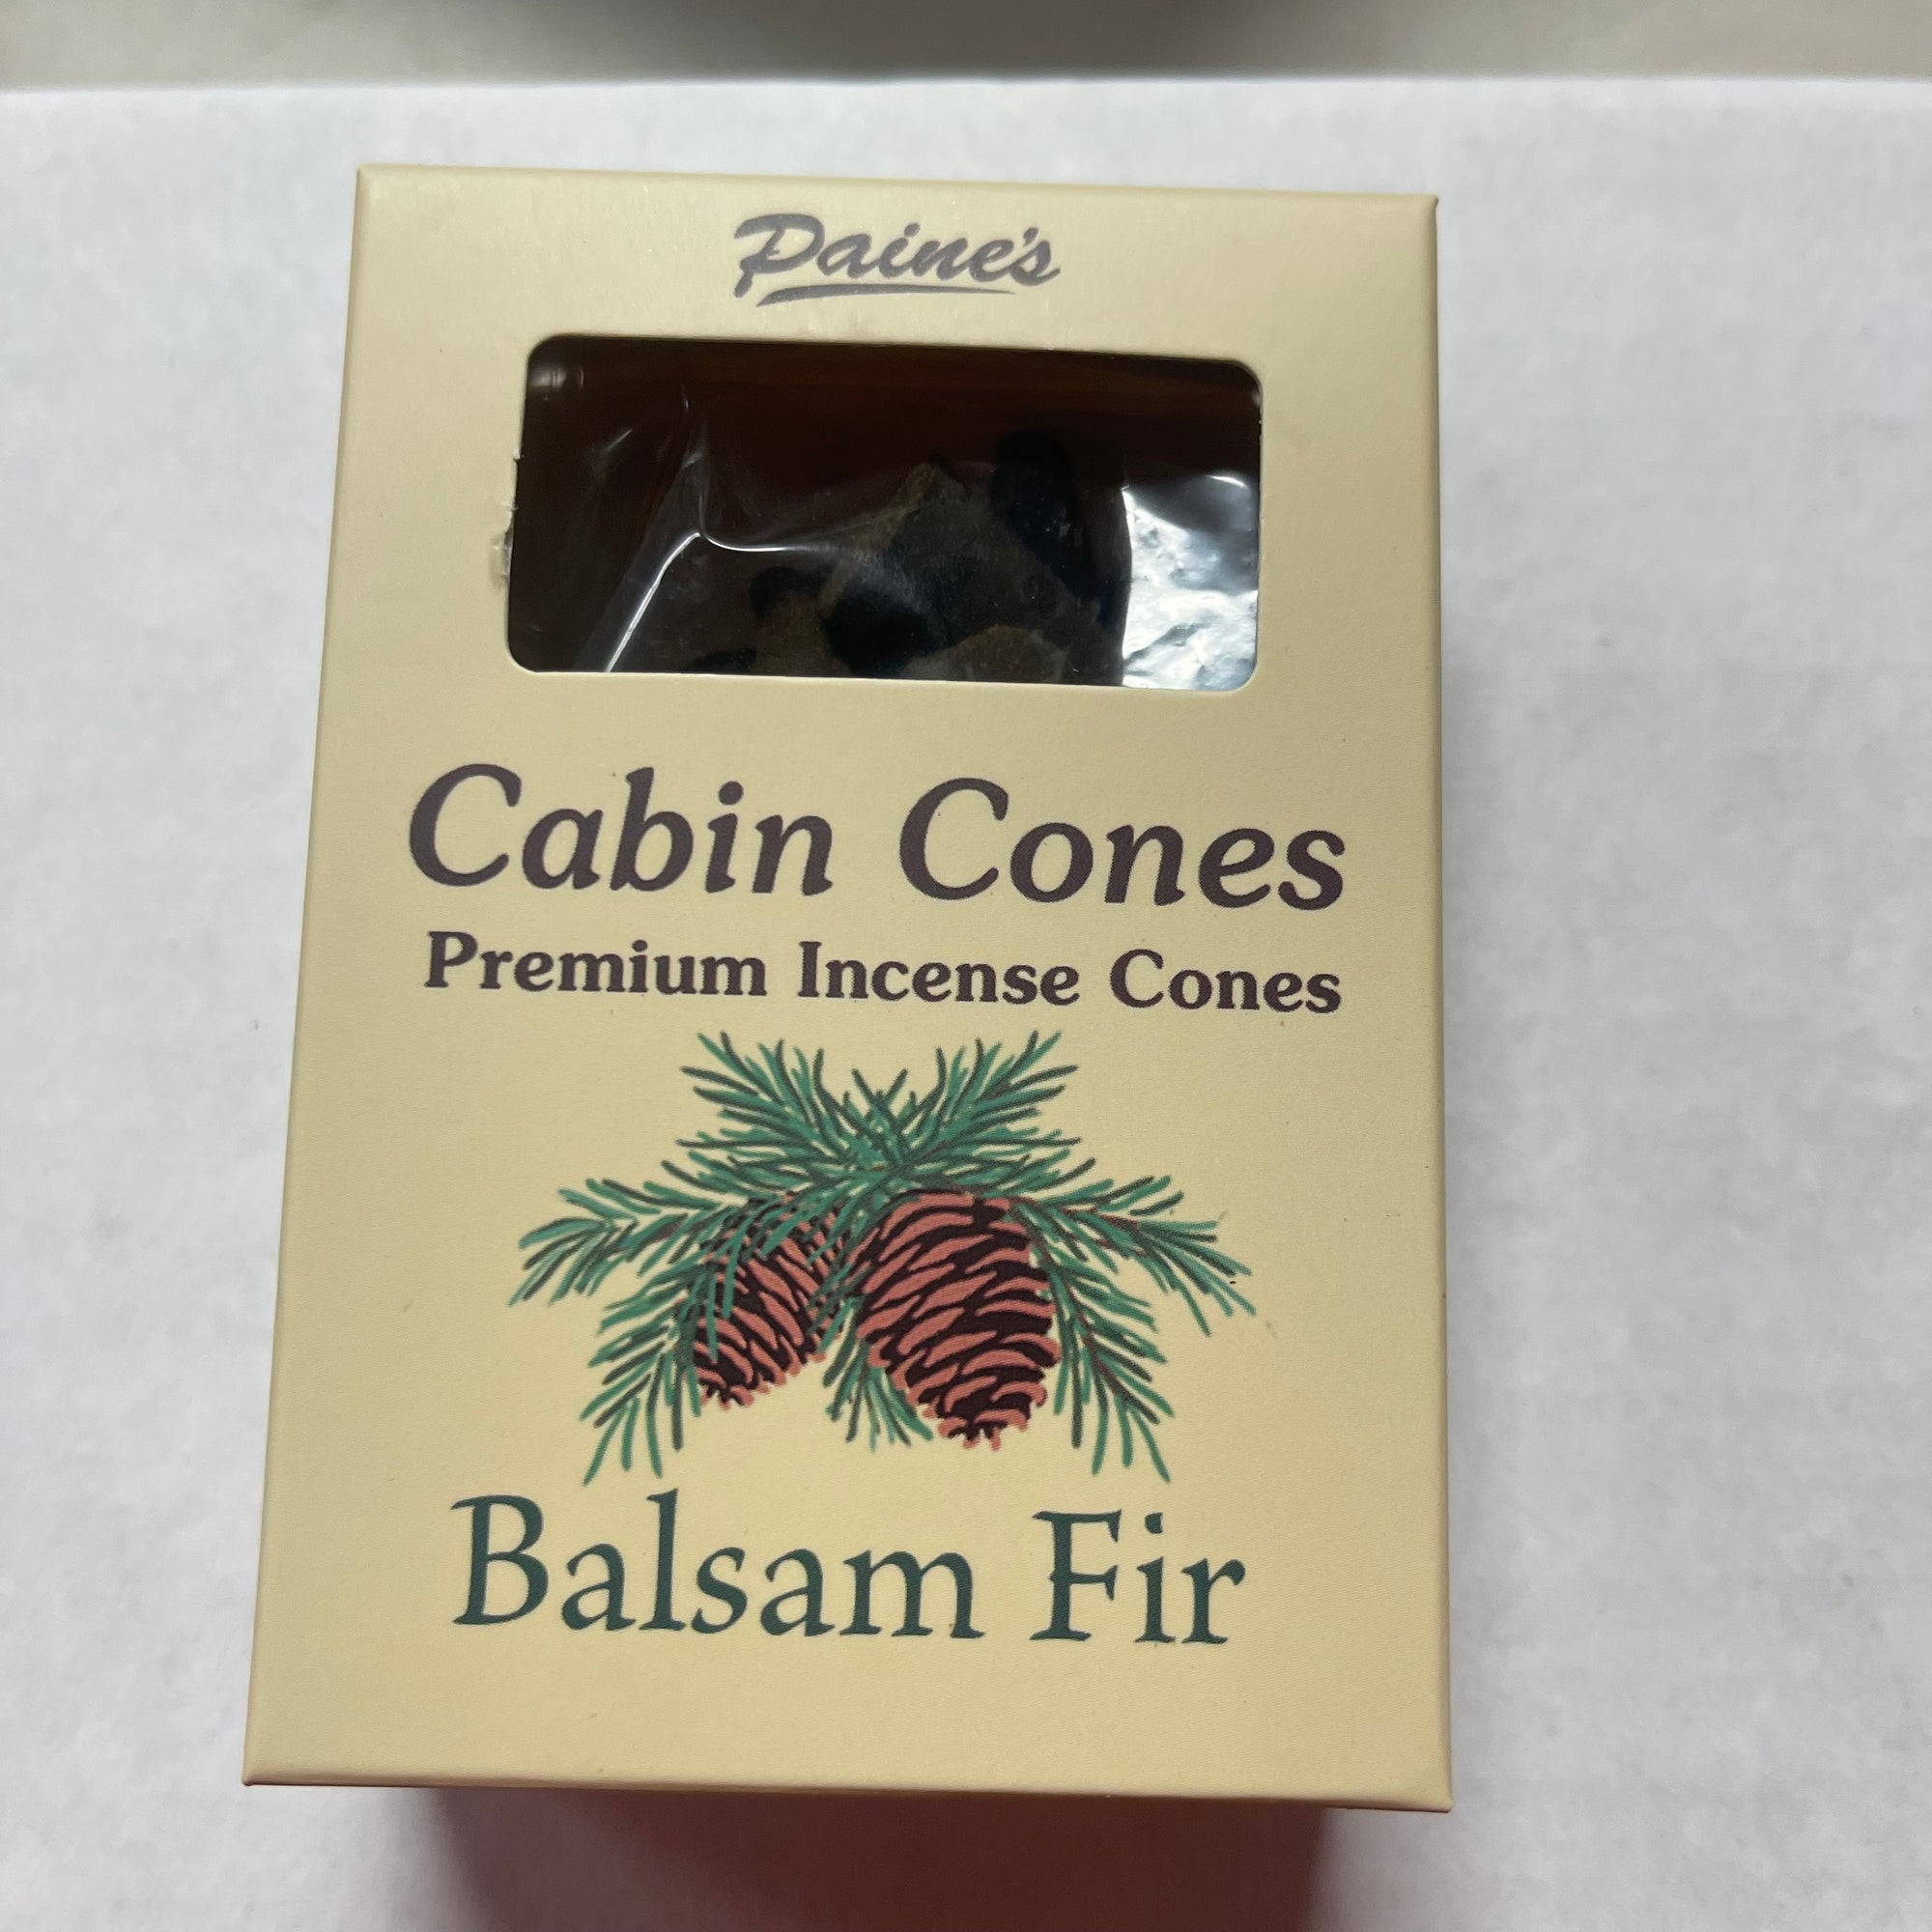 Paine's
Cabin Cones
Premium Incense Cones
Balsam Fir